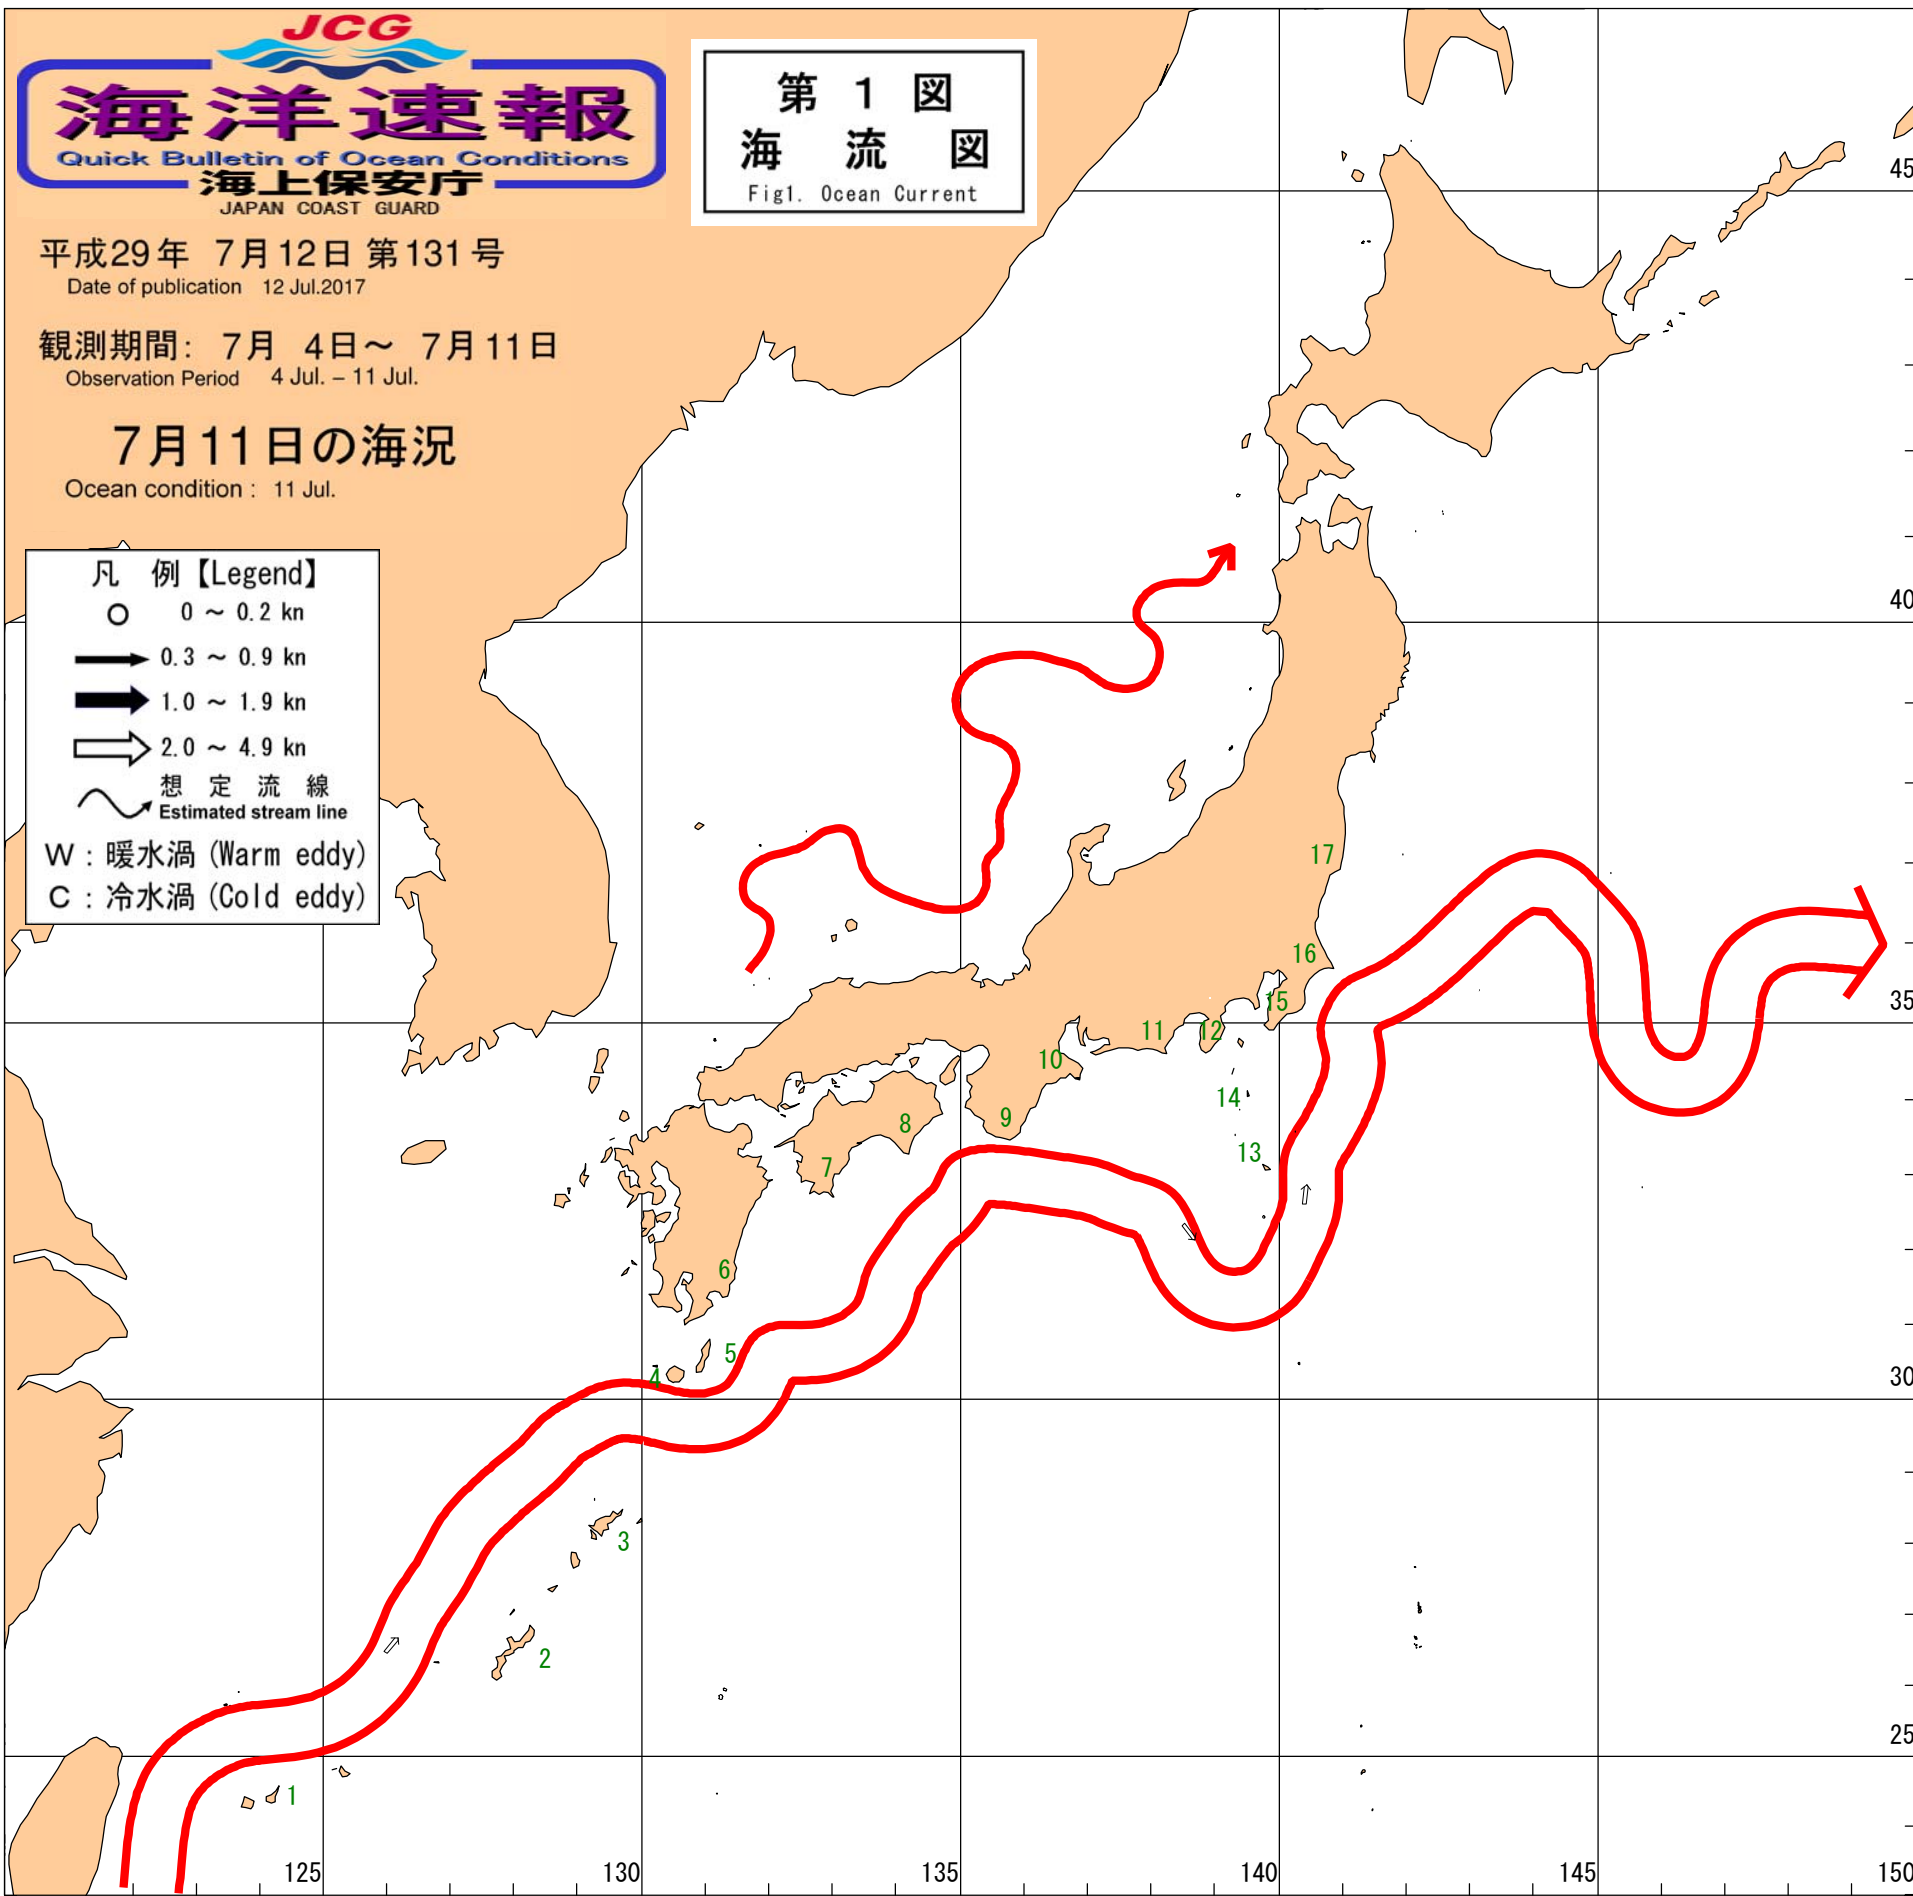 JCG
海洋速報
Quick Bulletin of Ocean Conditions
海上保安庁
JAPAN COAST GUARD
第 1 図
海 流 図
Fig1. Ocean Current
平成29年 7月12日 第131号
Date of publication 12 Jul.2017
観測期間: 7月 4日～ 7月11日
Observation Period 4 Jul. – 11 Jul.
7月11日の海況
Ocean condition : 11 Jul.
凡 例【Legend】
0 ～ 0.2 kn
0.3 ～ 0.9 kn
1.0 ～ 1.9 kn
2.0 ～ 4.9 kn
想 定 流 線
Estimated stream line
W : 暖水渦 (Warm eddy)
C : 冷水渦 (Cold eddy)
45
40
35
30
25
17
16
15
12
11
10
14
9
8
13
7
6
5
4
3
2
1
125
130
135
140
145
150